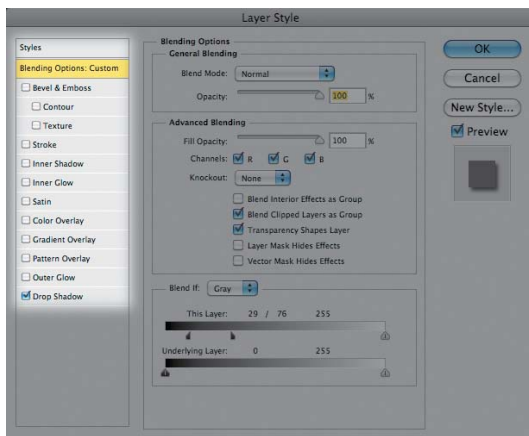 Layer Style
Styles
Blending Options: Custom
Bevel & Emboss
Contour
Texture
Stroke
Inner Shadow
Inner Glow
Satin
Color Overlay
Gradient Overlay
Pattern Overlay
Outer Glow
Drop Shadow
Blending Options
General Blending
Blend Mode: Normal
Opacity: 100 %
Advanced Blending
Fill Opacity: 100 %
Channels: R G B
Knockout: None
Blend Interior Effects as Group
Blend Clipped Layers as Group
Transparency Shapes Layer
Layer Mask Hides Effects
Vector Mask Hides Effects
Blend If: Gray
This Layer: 29 / 76 255
Underlying Layer: 0 255
OK
Cancel
New Style...
Preview